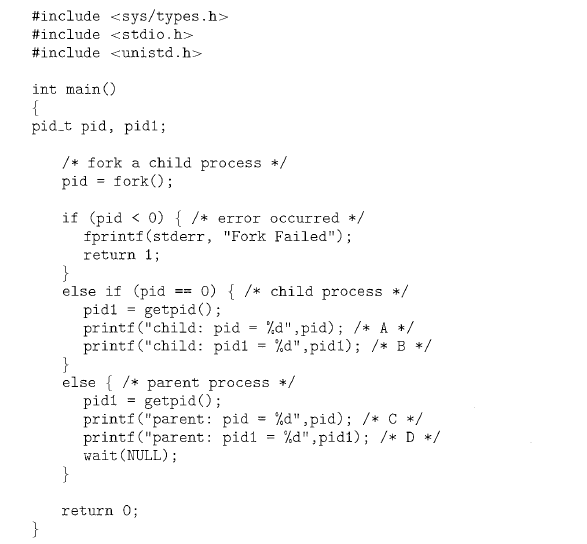 #include <sys/types.h>
#include <stdio.h>
#include <unistd.h>
int main()
{
pid_t pid, pid1;
/* fork a child process */
pid = fork();
if (pid < 0) { /* error occurred */
fprintf(stderr, "Fork Failed");
return 1;
}
else if (pid == 0) { /* child process */
pid1 = getpid();
printf("child: pid = %d",pid); /* A */
printf("child: pid1 = %d",pid1); /* B */
}
else { /* parent process */
pid1 = getpid();
printf("parent: pid = %d",pid); /* C */
printf("parent: pid1 = %d",pid1); /* D */
wait(NULL);
}
return 0;
}